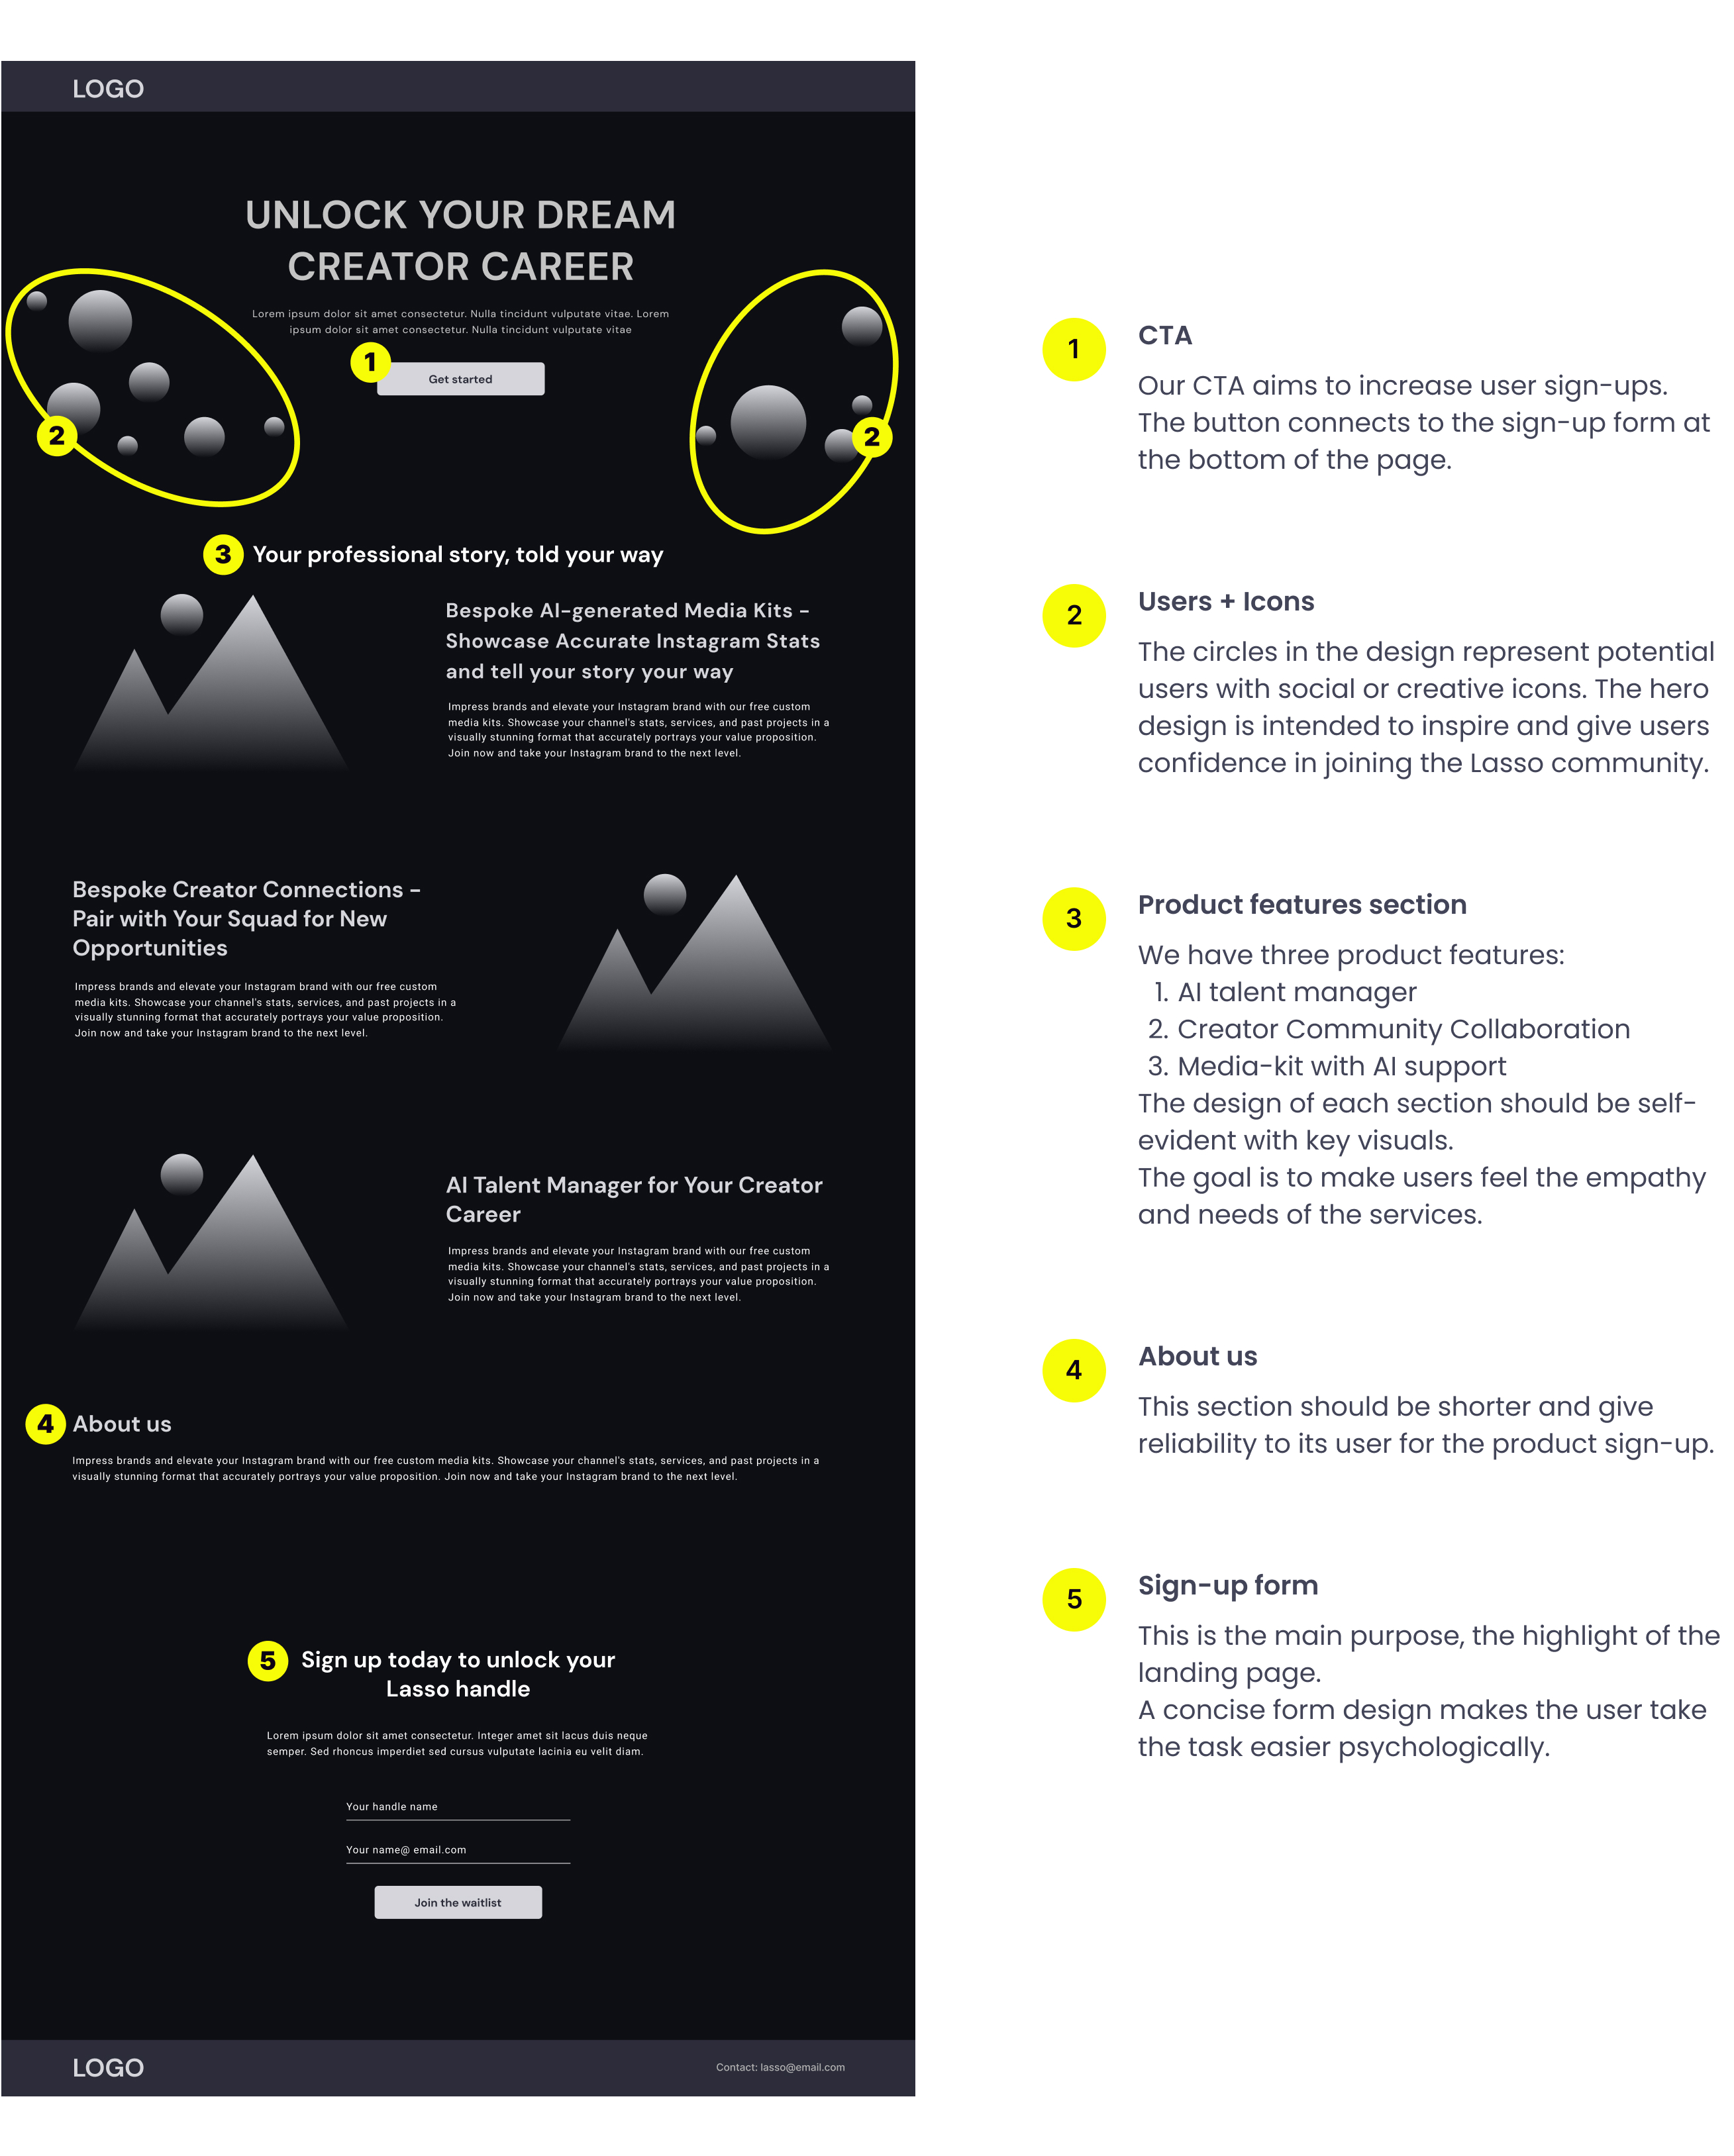 LOGO
UNLOCK YOUR DREAM
CREATOR CAREER
Lorem ipsum dolor sit amet consectetur. Nulla tincidunt vulputate vitae. Lorem
ipsum dolor sit amet consectetur. Nulla tincidunt vulputate vitae
1
Get started
2
2
3
Your professional story, told your way
Bespoke AI-generated Media Kits -
Showcase Accurate Instagram Stats
and tell your story your way
Impress brands and elevate your Instagram brand with our free custom
media kits. Showcase your channel's stats, services, and past projects in a
visually stunning format that accurately portrays your value proposition.
Join now and take your Instagram brand to the next level.
Bespoke Creator Connections -
Pair with Your Squad for New
Opportunities
Impress brands and elevate your Instagram brand with our free custom
media kits. Showcase your channel's stats, services, and past projects in a
visually stunning format that accurately portrays your value proposition.
Join now and take your Instagram brand to the next level.
AI Talent Manager for Your Creator
Career
Impress brands and elevate your Instagram brand with our free custom
media kits. Showcase your channel's stats, services, and past projects in a
visually stunning format that accurately portrays your value proposition.
Join now and take your Instagram brand to the next level.
4
About us
Impress brands and elevate your Instagram brand with our free custom media kits. Showcase your channel's stats, services, and past projects in a
visually stunning format that accurately portrays your value proposition. Join now and take your Instagram brand to the next level.
5
Sign up today to unlock your
Lasso handle
Lorem ipsum dolor sit amet consectetur. Integer amet sit lacus duis neque
semper. Sed rhoncus imperdiet sed cursus vulputate lacinia eu velit diam.
Your handle name
Your name@ email.com
Join the waitlist
LOGO
Contact: lasso@email.com
1
CTA
Our CTA aims to increase user sign-ups.
The button connects to the sign-up form at
the bottom of the page.
2
Users + Icons
The circles in the design represent potential
users with social or creative icons. The hero
design is intended to inspire and give users
confidence in joining the Lasso community.
3
Product features section
We have three product features:
1. AI talent manager
2. Creator Community Collaboration
3. Media-kit with AI support
The design of each section should be self-
evident with key visuals.
The goal is to make users feel the empathy
and needs of the services.
4
About us
This section should be shorter and give
reliability to its user for the product sign-up.
5
Sign-up form
This is the main purpose, the highlight of the
landing page.
A concise form design makes the user take
the task easier psychologically.